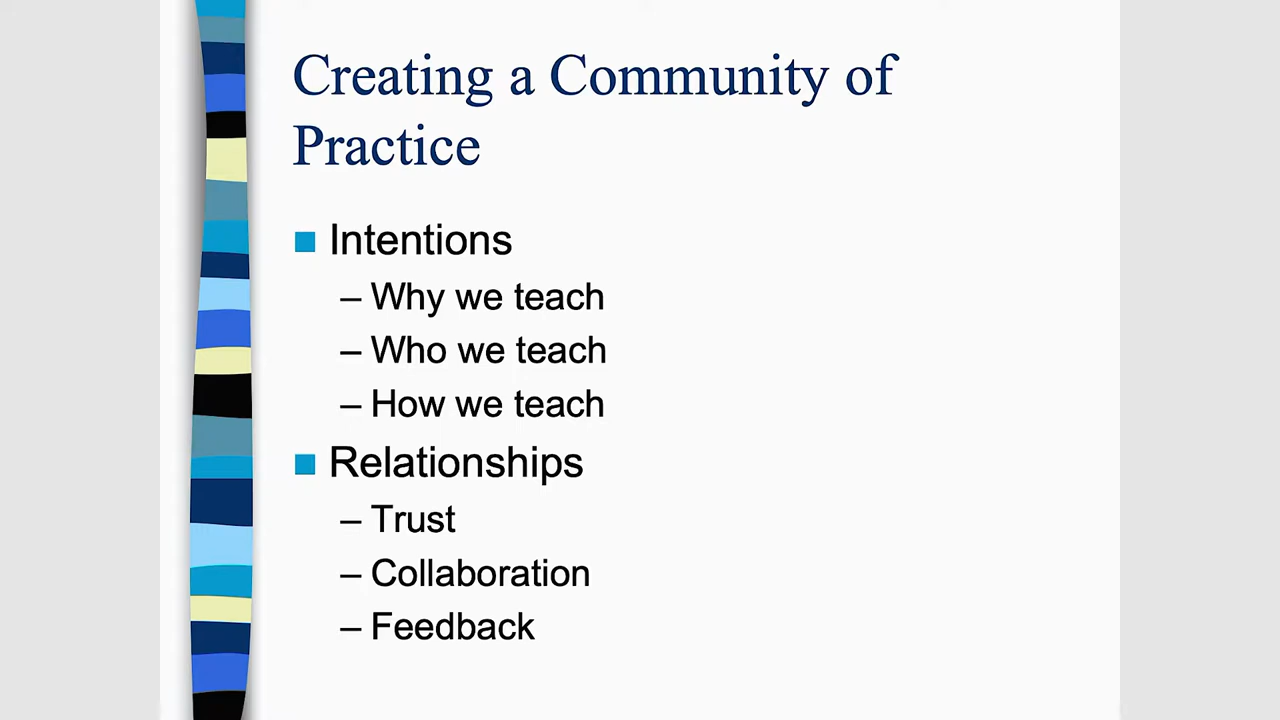 Creating a Community of
Practice
Intentions
– Why we teach
– Who we teach
– How we teach
Relationships
– Trust
– Collaboration
– Feedback